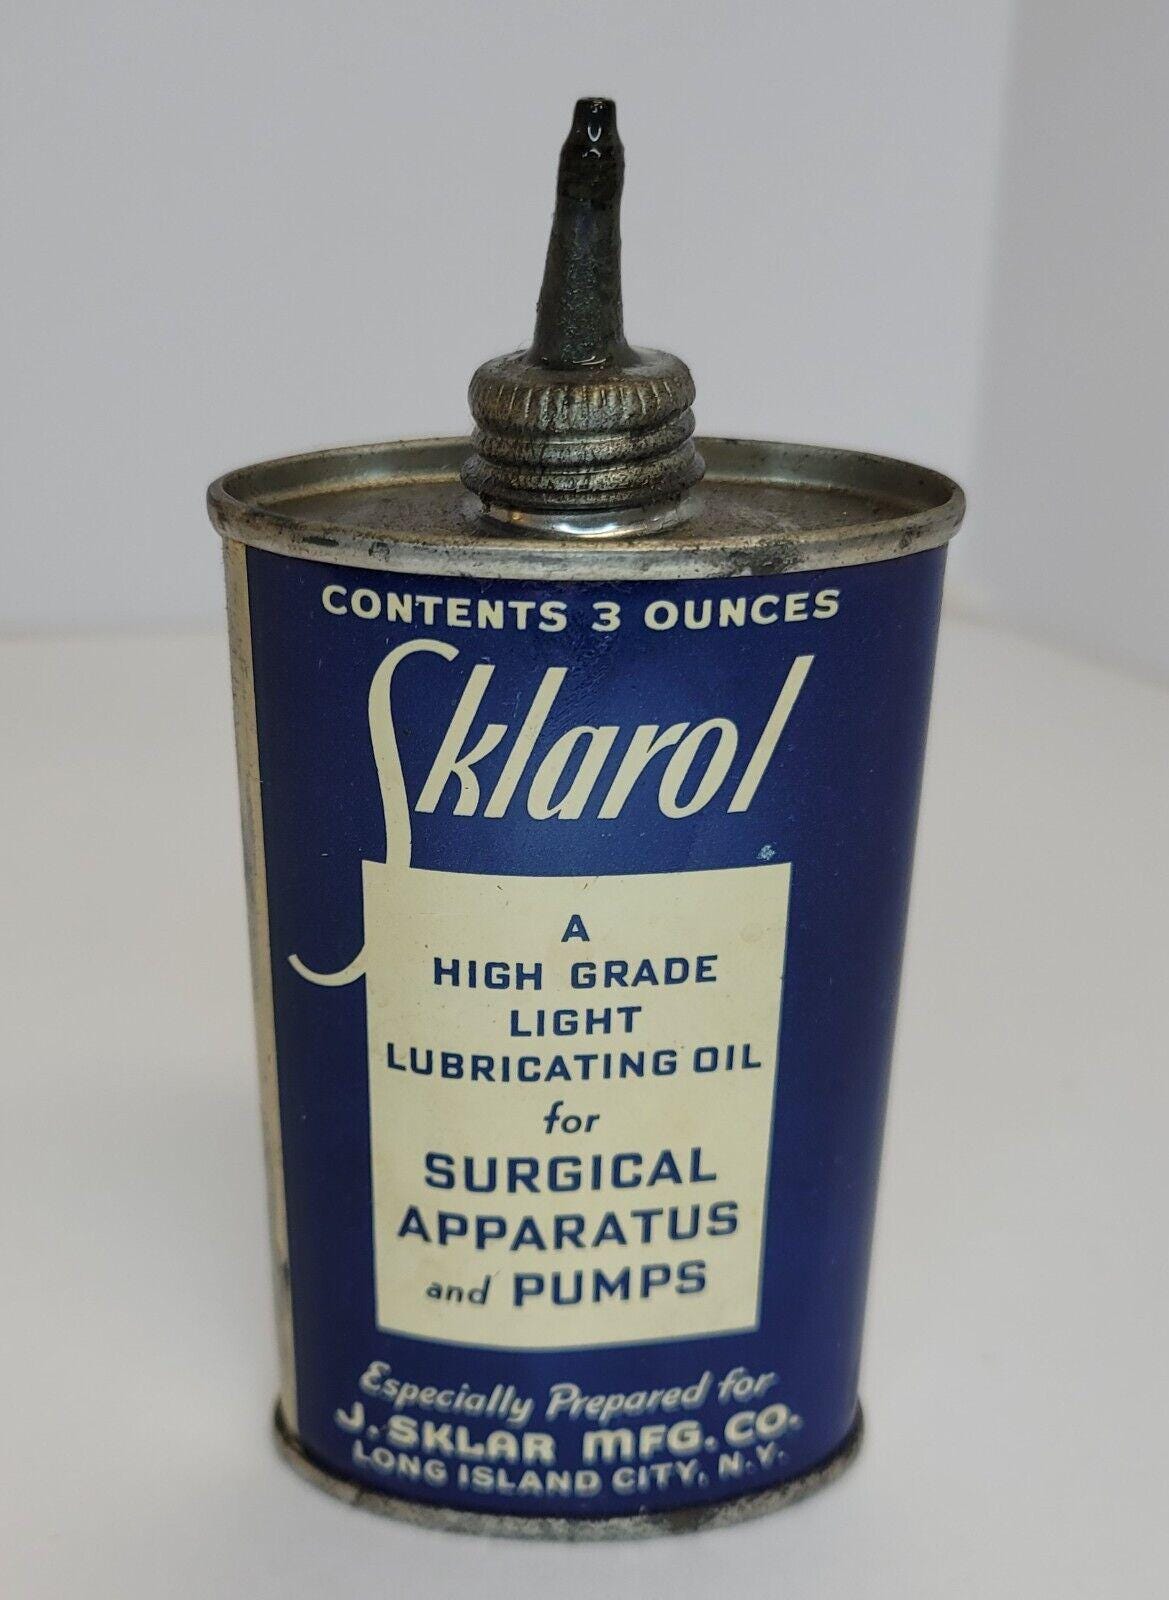 CONTENTS 3 OUNCES
Sklarol
A
HIGH GRADE
LIGHT
LUBRICATING OIL
for
SURGICAL
APPARATUS
and PUMPS
Especially Prepared for
J. SKLAR MFG. CO.
LONG ISLAND CITY, N.Y.